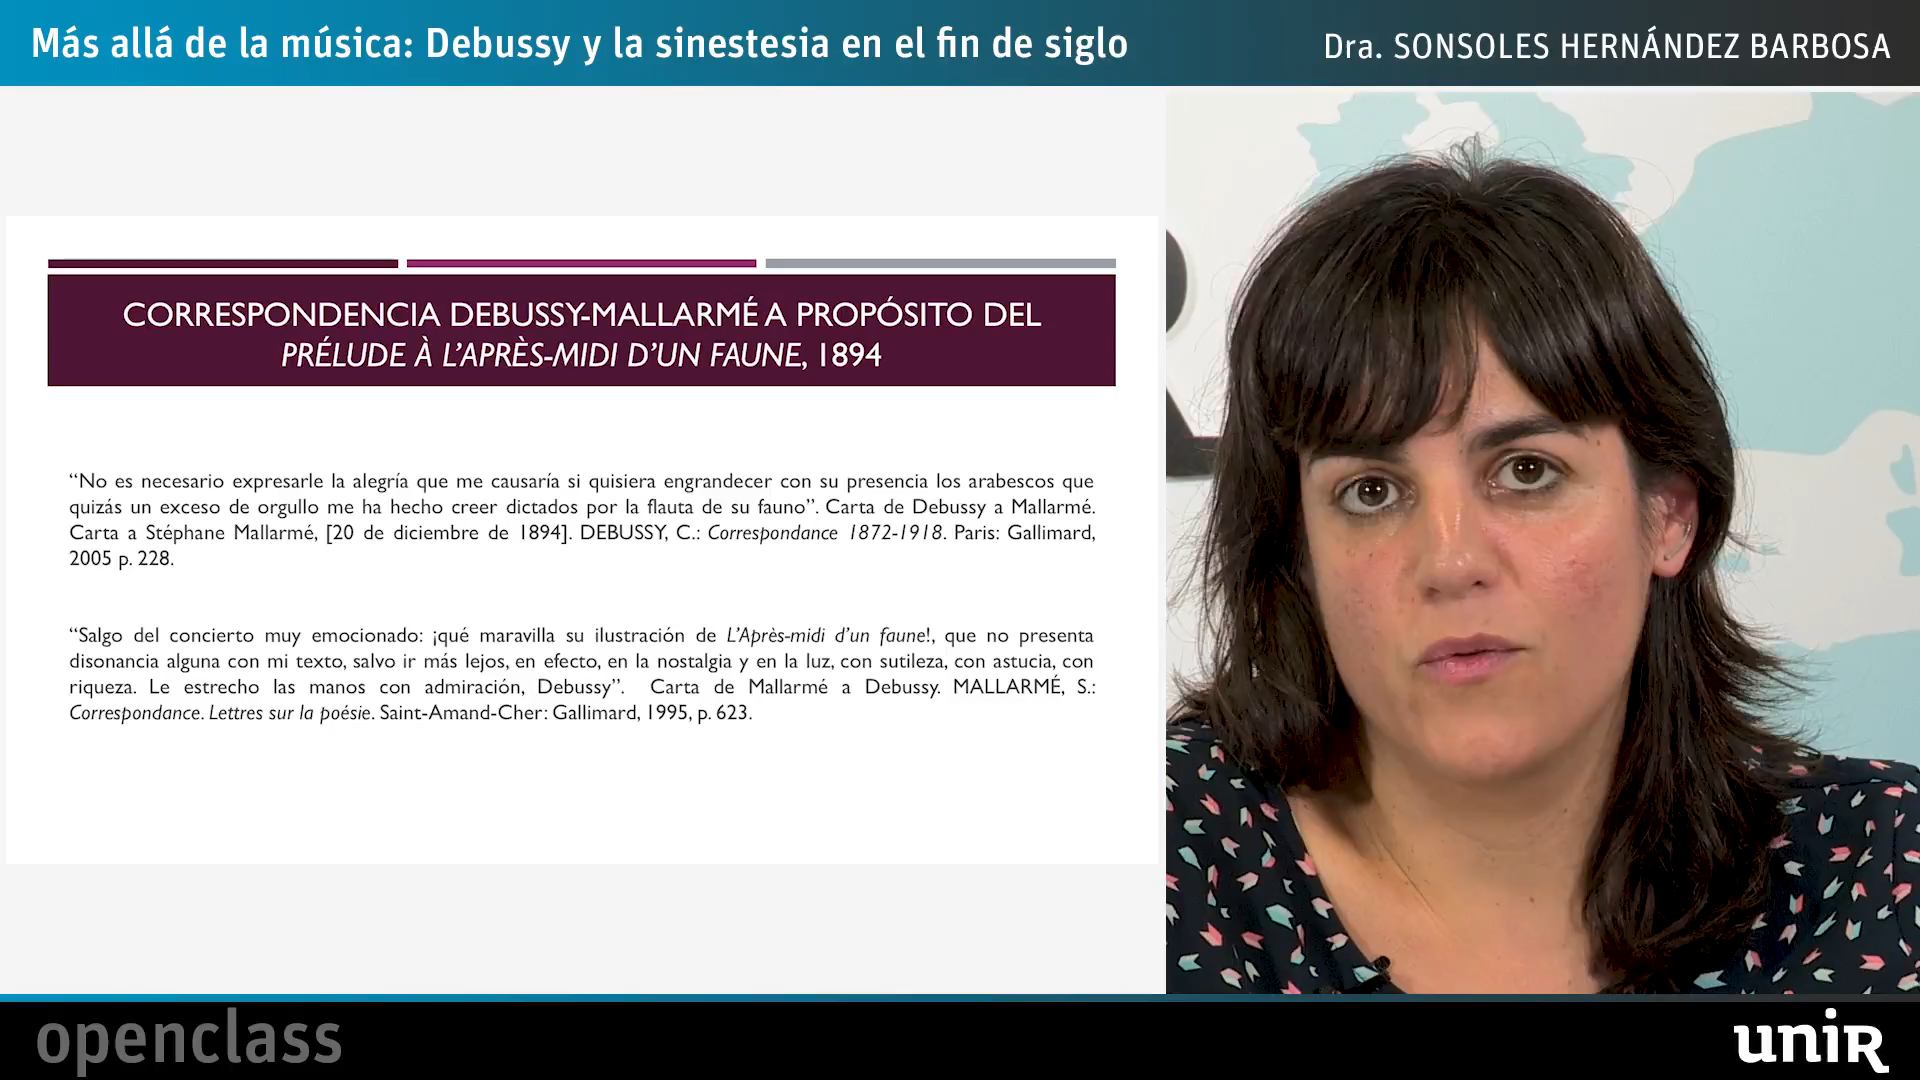 Más allá de la música: Debussy y la sinestesia en el fin de siglo
Dra. SONSOLES HERNÁNDEZ BARBOSA
CORRESPONDENCIA DEBUSSY-MALLARMÉ A PROPÓSITO DEL
PRÉLUDE À L’APRÈS-MIDI D’UN FAUNE, 1894
“No es necesario expresarle la alegría que me causaría si quisiera engrandecer con su presencia los arabescos que
quizás un exceso de orgullo me ha hecho creer dictados por la flauta de su fauno”. Carta de Debussy a Mallarmé.
Carta a Stéphane Mallarmé, [20 de diciembre de 1894]. DEBUSSY, C.: Correspondance 1872-1918. Paris: Gallimard,
2005 p. 228.
“Salgo del concierto muy emocionado: ¡qué maravilla su ilustración de L’Après-midi d’un faune!, que no presenta
disonancia alguna con mi texto, salvo ir más lejos, en efecto, en la nostalgia y en la luz, con sutileza, con astucia, con
riqueza. Le estrecho las manos con admiración, Debussy”. Carta de Mallarmé a Debussy. MALLARMÉ, S.:
Correspondance. Lettres sur la poésie. Saint-Amand-Cher: Gallimard, 1995, p. 623.
openclass
uniR